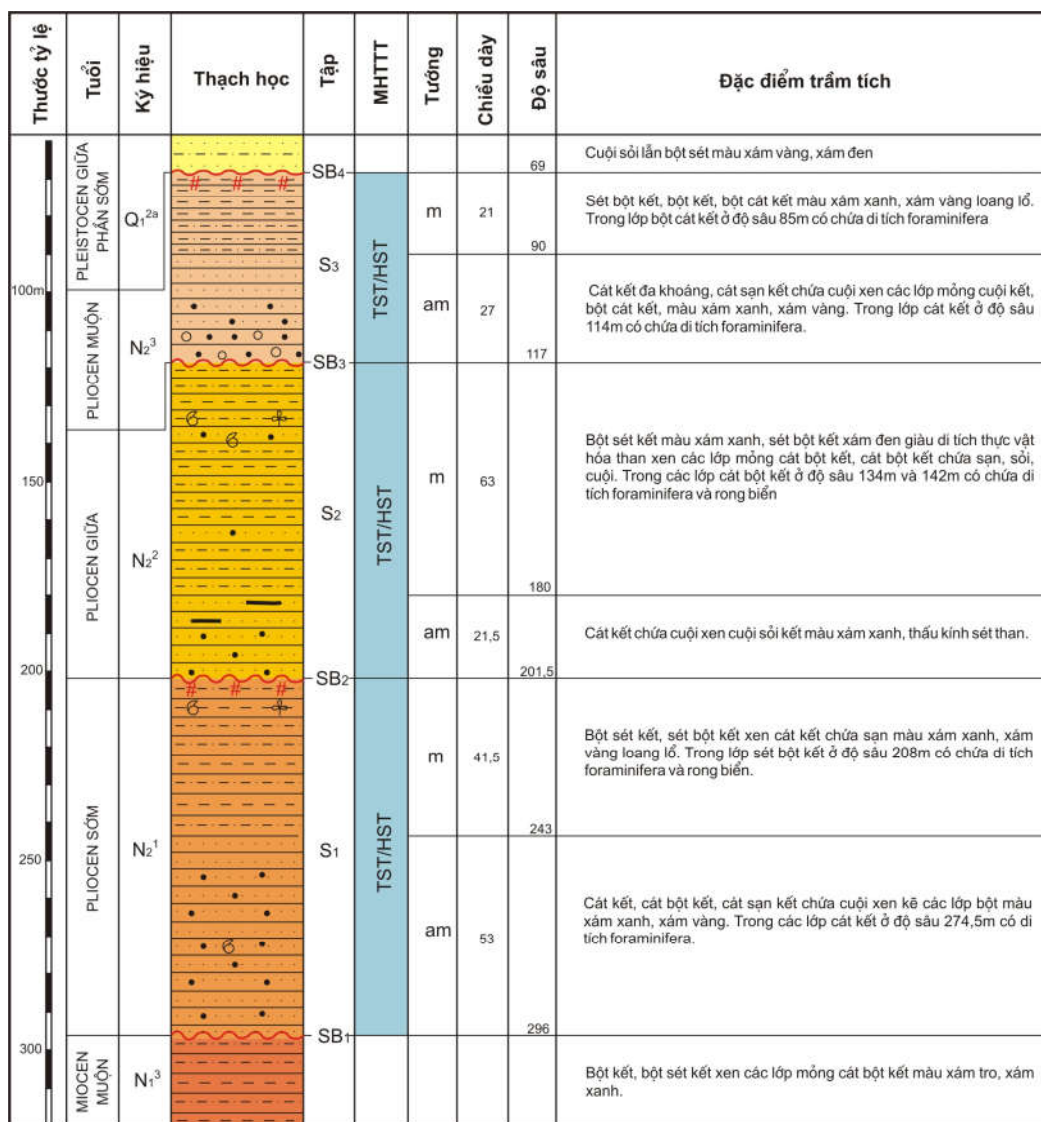 Thước tỷ lệ
Tuổi
Ký hiệu
Thạch học
Tập
MHTTT
Tướng
Chiều dày
Độ sâu
Đặc điểm trầm tích
PLEISTOCEN GIỮA
PHẦN SỚM
Q₁²ᵃ
SB₄
69
Cuội sỏi lẫn bột sét màu xám vàng, xám đen
# # #
S₃
TST/HST
m
21
90
Sét bột kết, bột kết, bột cát kết màu xám xanh, xám vàng loang lổ.
Trong lớp bột cát kết ở độ sâu 85m có chứa di tích foraminifera
100m
PLIOCEN MUỘN
N₂³
am
27
117
Cát kết đa khoáng, cát sạn kết chứa cuội xen các lớp mỏng cuội kết,
bột cát kết, màu xám xanh, xám vàng. Trong lớp cát kết ở độ sâu
114m có chứa di tích foraminifera.
SB₃
150
PLIOCEN GIỮA
N₂²
S₂
TST/HST
m
63
180
Bột sét kết màu xám xanh, sét bột kết xám đen giàu di tích thực vật
hóa than xen các lớp mỏng cát bột kết, cát bột kết chứa sạn, sỏi,
cuội. Trong các lớp cát bột kết ở độ sâu 134m và 142m có chứa di
tích foraminifera và rong biển
am
21,5
201,5
Cát kết chứa cuội xen cuội sỏi kết màu xám xanh, thấu kính sét than.
200
SB₂
# # #
PLIOCEN SỚM
N₂¹
S₁
TST/HST
m
41,5
243
Bột sét kết, sét bột kết xen cát kết chứa sạn màu xám xanh, xám
vàng loang lổ. Trong lớp sét bột kết ở độ sâu 208m có chứa di tích
foraminifera và rong biển.
250
am
53
296
Cát kết, cát bột kết, cát sạn kết chứa cuội xen kẽ các lớp bột màu
xám xanh, xám vàng. Trong các lớp cát kết ở độ sâu 274,5m có di
tích foraminifera.
SB₁
300
MIOCEN
MUỘN
N₁³
Bột kết, bột sét kết xen các lớp mỏng cát bột kết màu xám tro, xám
xanh.